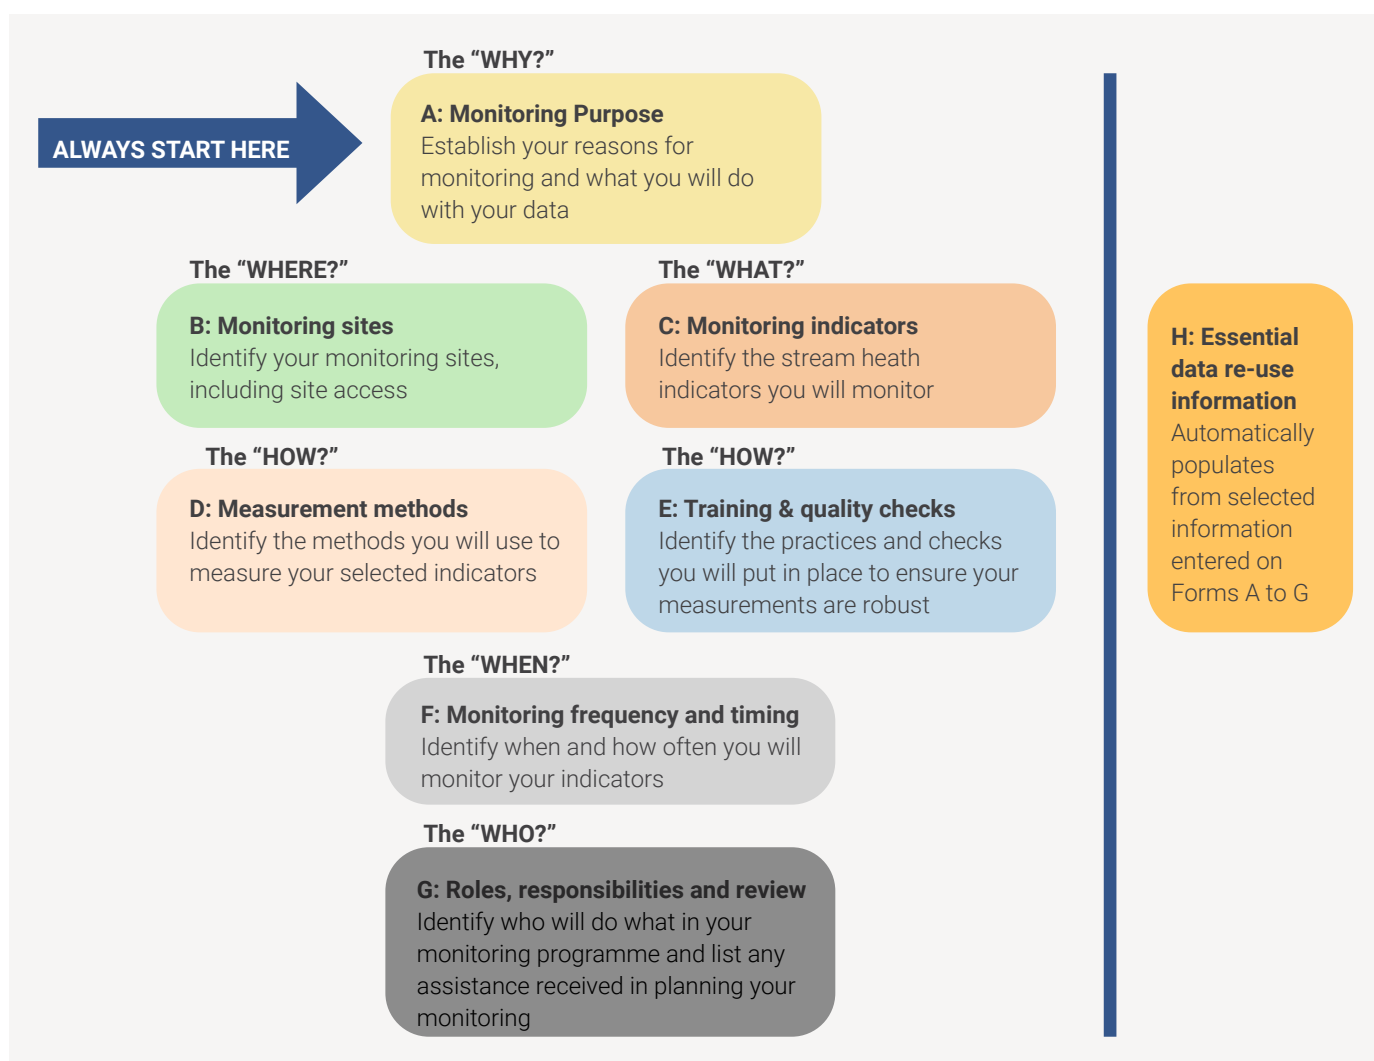 The “WHY?”
ALWAYS START HERE
A: Monitoring Purpose
Establish your reasons for
monitoring and what you will do
with your data
The “WHERE?”
B: Monitoring sites
Identify your monitoring sites,
including site access
The “WHAT?”
C: Monitoring indicators
Identify the stream heath
indicators you will monitor
The “HOW?”
D: Measurement methods
Identify the methods you will use to
measure your selected indicators
The “HOW?”
E: Training & quality checks
Identify the practices and checks
you will put in place to ensure your
measurements are robust
The “WHEN?”
F: Monitoring frequency and timing
Identify when and how often you will
monitor your indicators
The “WHO?”
G: Roles, responsibilities and review
Identify who will do what in your
monitoring programme and list any
assistance received in planning your
monitoring
H: Essential
data re-use
information
Automatically
populates
from selected
information
entered on
Forms A to G